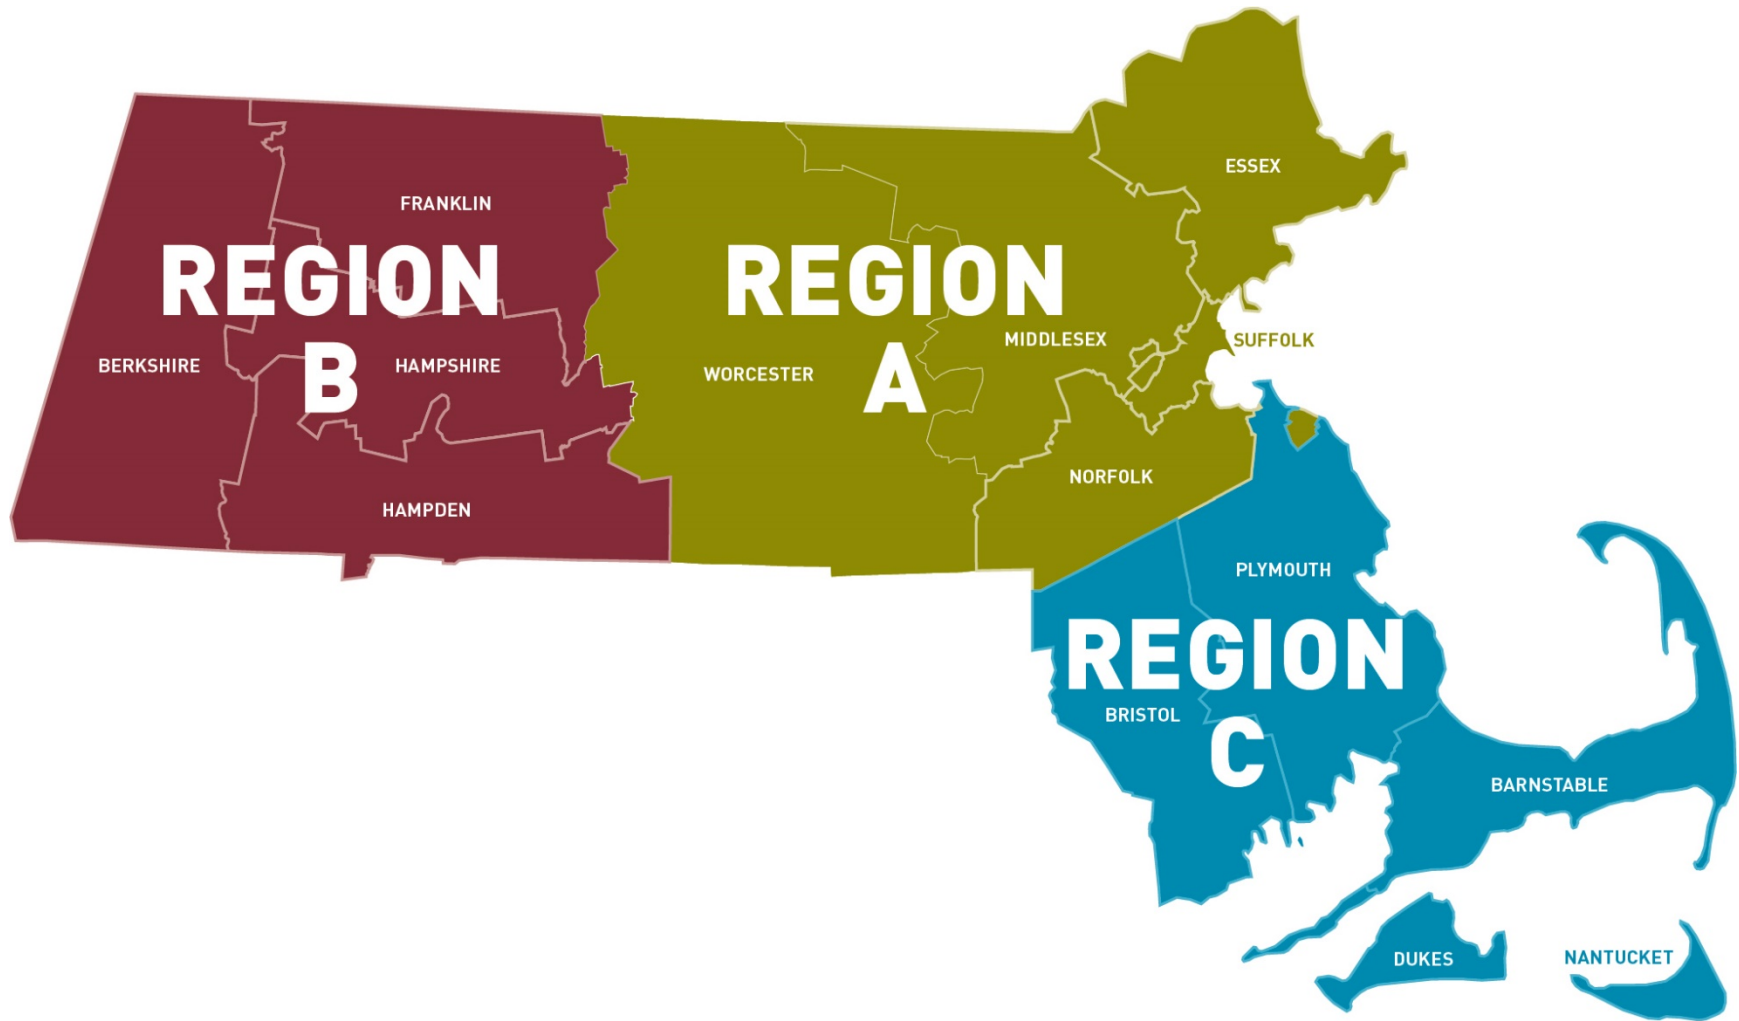 ESSEX
FRANKLIN
REGION
B
REGION
A
SUFFOLK
MIDDLESEX
BERKSHIRE
HAMPSHIRE
WORCESTER
NORFOLK
HAMPDEN
PLYMOUTH
REGION
C
BRISTOL
BARNSTABLE
DUKES
NANTUCKET